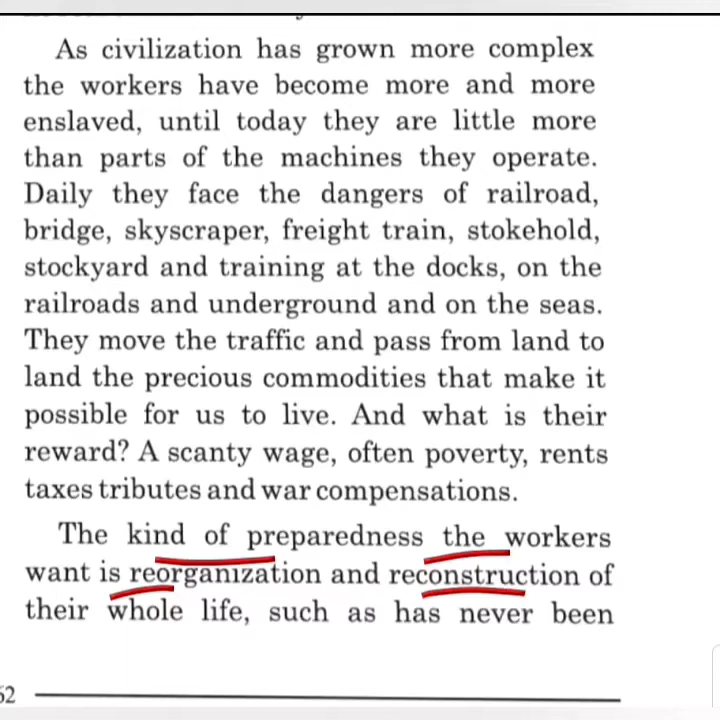 As civilization has grown more complex
the workers have become more and more
enslaved, until today they are little more
than parts of the machines they operate.
Daily they face the dangers of railroad,
bridge, skyscraper, freight train, stokehold,
stockyard and training at the docks, on the
railroads and underground and on the seas.
They move the traffic and pass from land to
land the precious commodities that make it
possible for us to live. And what is their
reward? A scanty wage, often poverty, rents
taxes tributes and war compensations.
The kind of preparedness the workers
want is reorganization and reconstruction of
their whole life, such as has never been